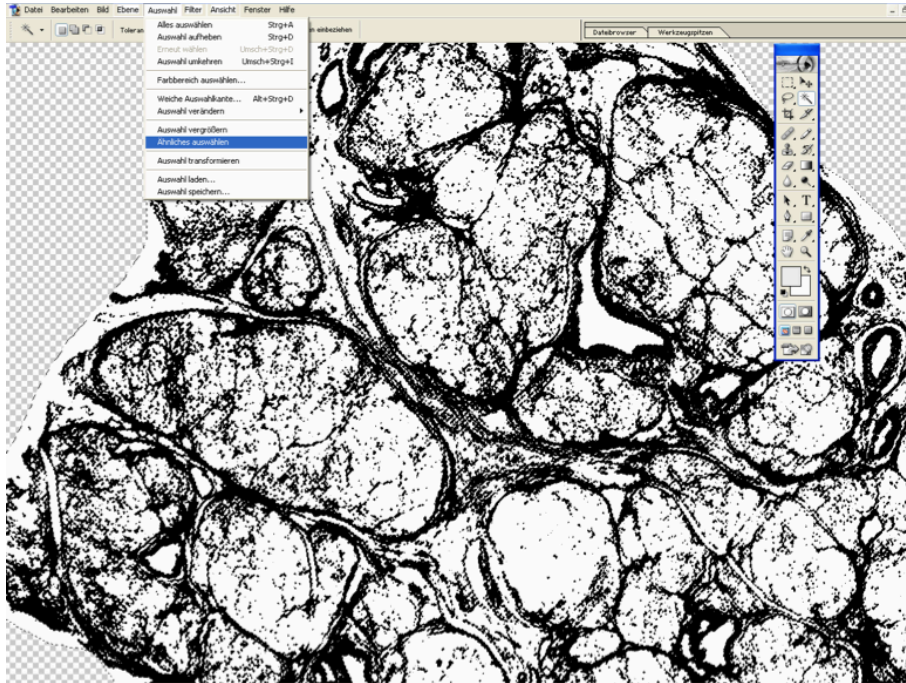 Datei Bearbeiten Bild Ebene Auswahl Filter Ansicht Fenster Hilfe
Alles auswählen Strg+A
Auswahl aufheben Strg+D
Erneut wählen Umsch+Strg+D
Auswahl umkehren Umsch+Strg+I
Farbbereich auswählen...
Weiche Auswahlkante... Alt+Strg+D
Auswahl verändern
Auswahl vergrößern
Ähnliches auswählen
Auswahl transformieren
Auswahl laden...
Auswahl speichern...
Toleran
n einbeziehen
Dateibrowser Werkzeugspitzen
T